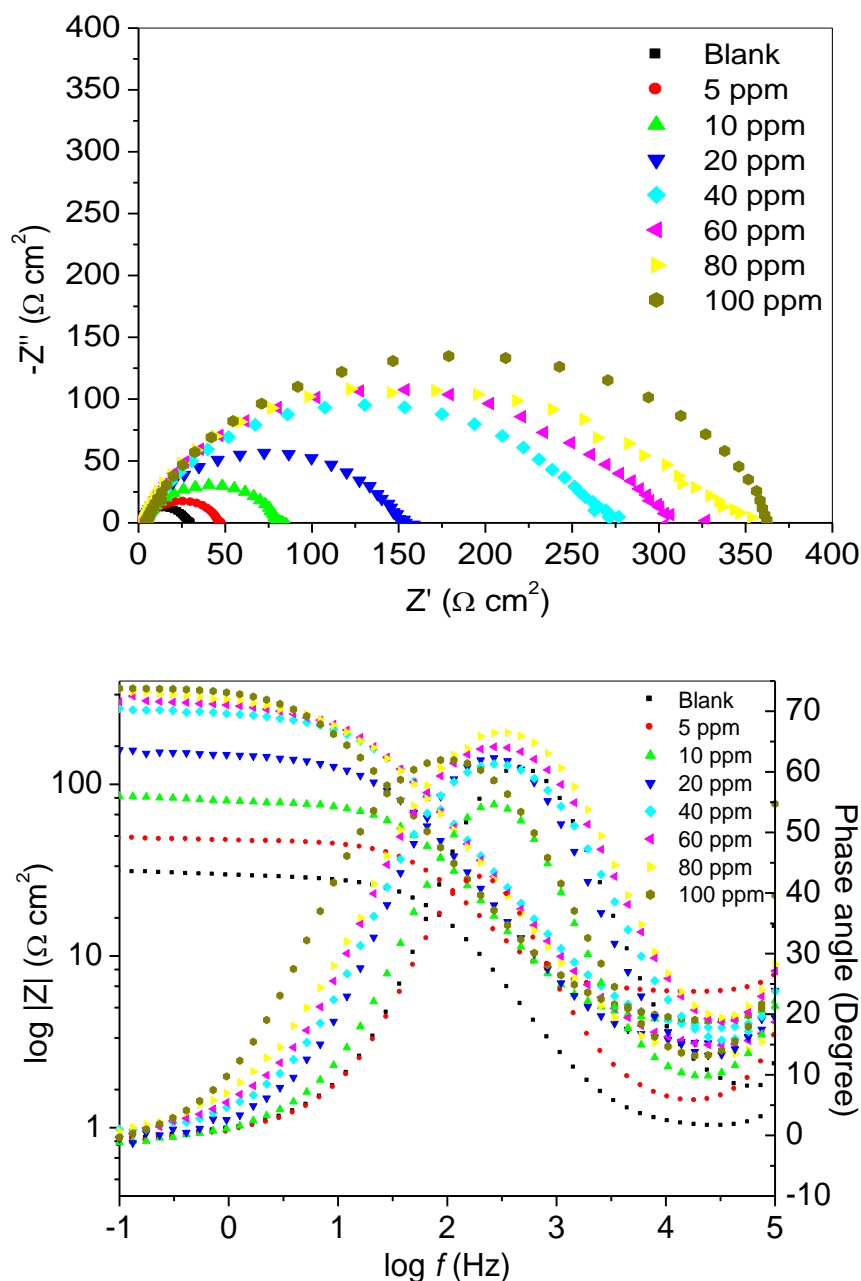 400
350
300
250
200
150
100
50
0
-Z'' (Ω cm²)
Blank
5 ppm
10 ppm
20 ppm
40 ppm
60 ppm
80 ppm
100 ppm
0 50 100 150 200 250 300 350 400
Z' (Ω cm²)
100
10
1
log |Z| (Ω cm²)
Blank
5 ppm
10 ppm
20 ppm
40 ppm
60 ppm
80 ppm
100 ppm
70
60
50
40
30
20
10
0
-10
Phase angle (Degree)
-1 0 1 2 3 4 5
log f (Hz)